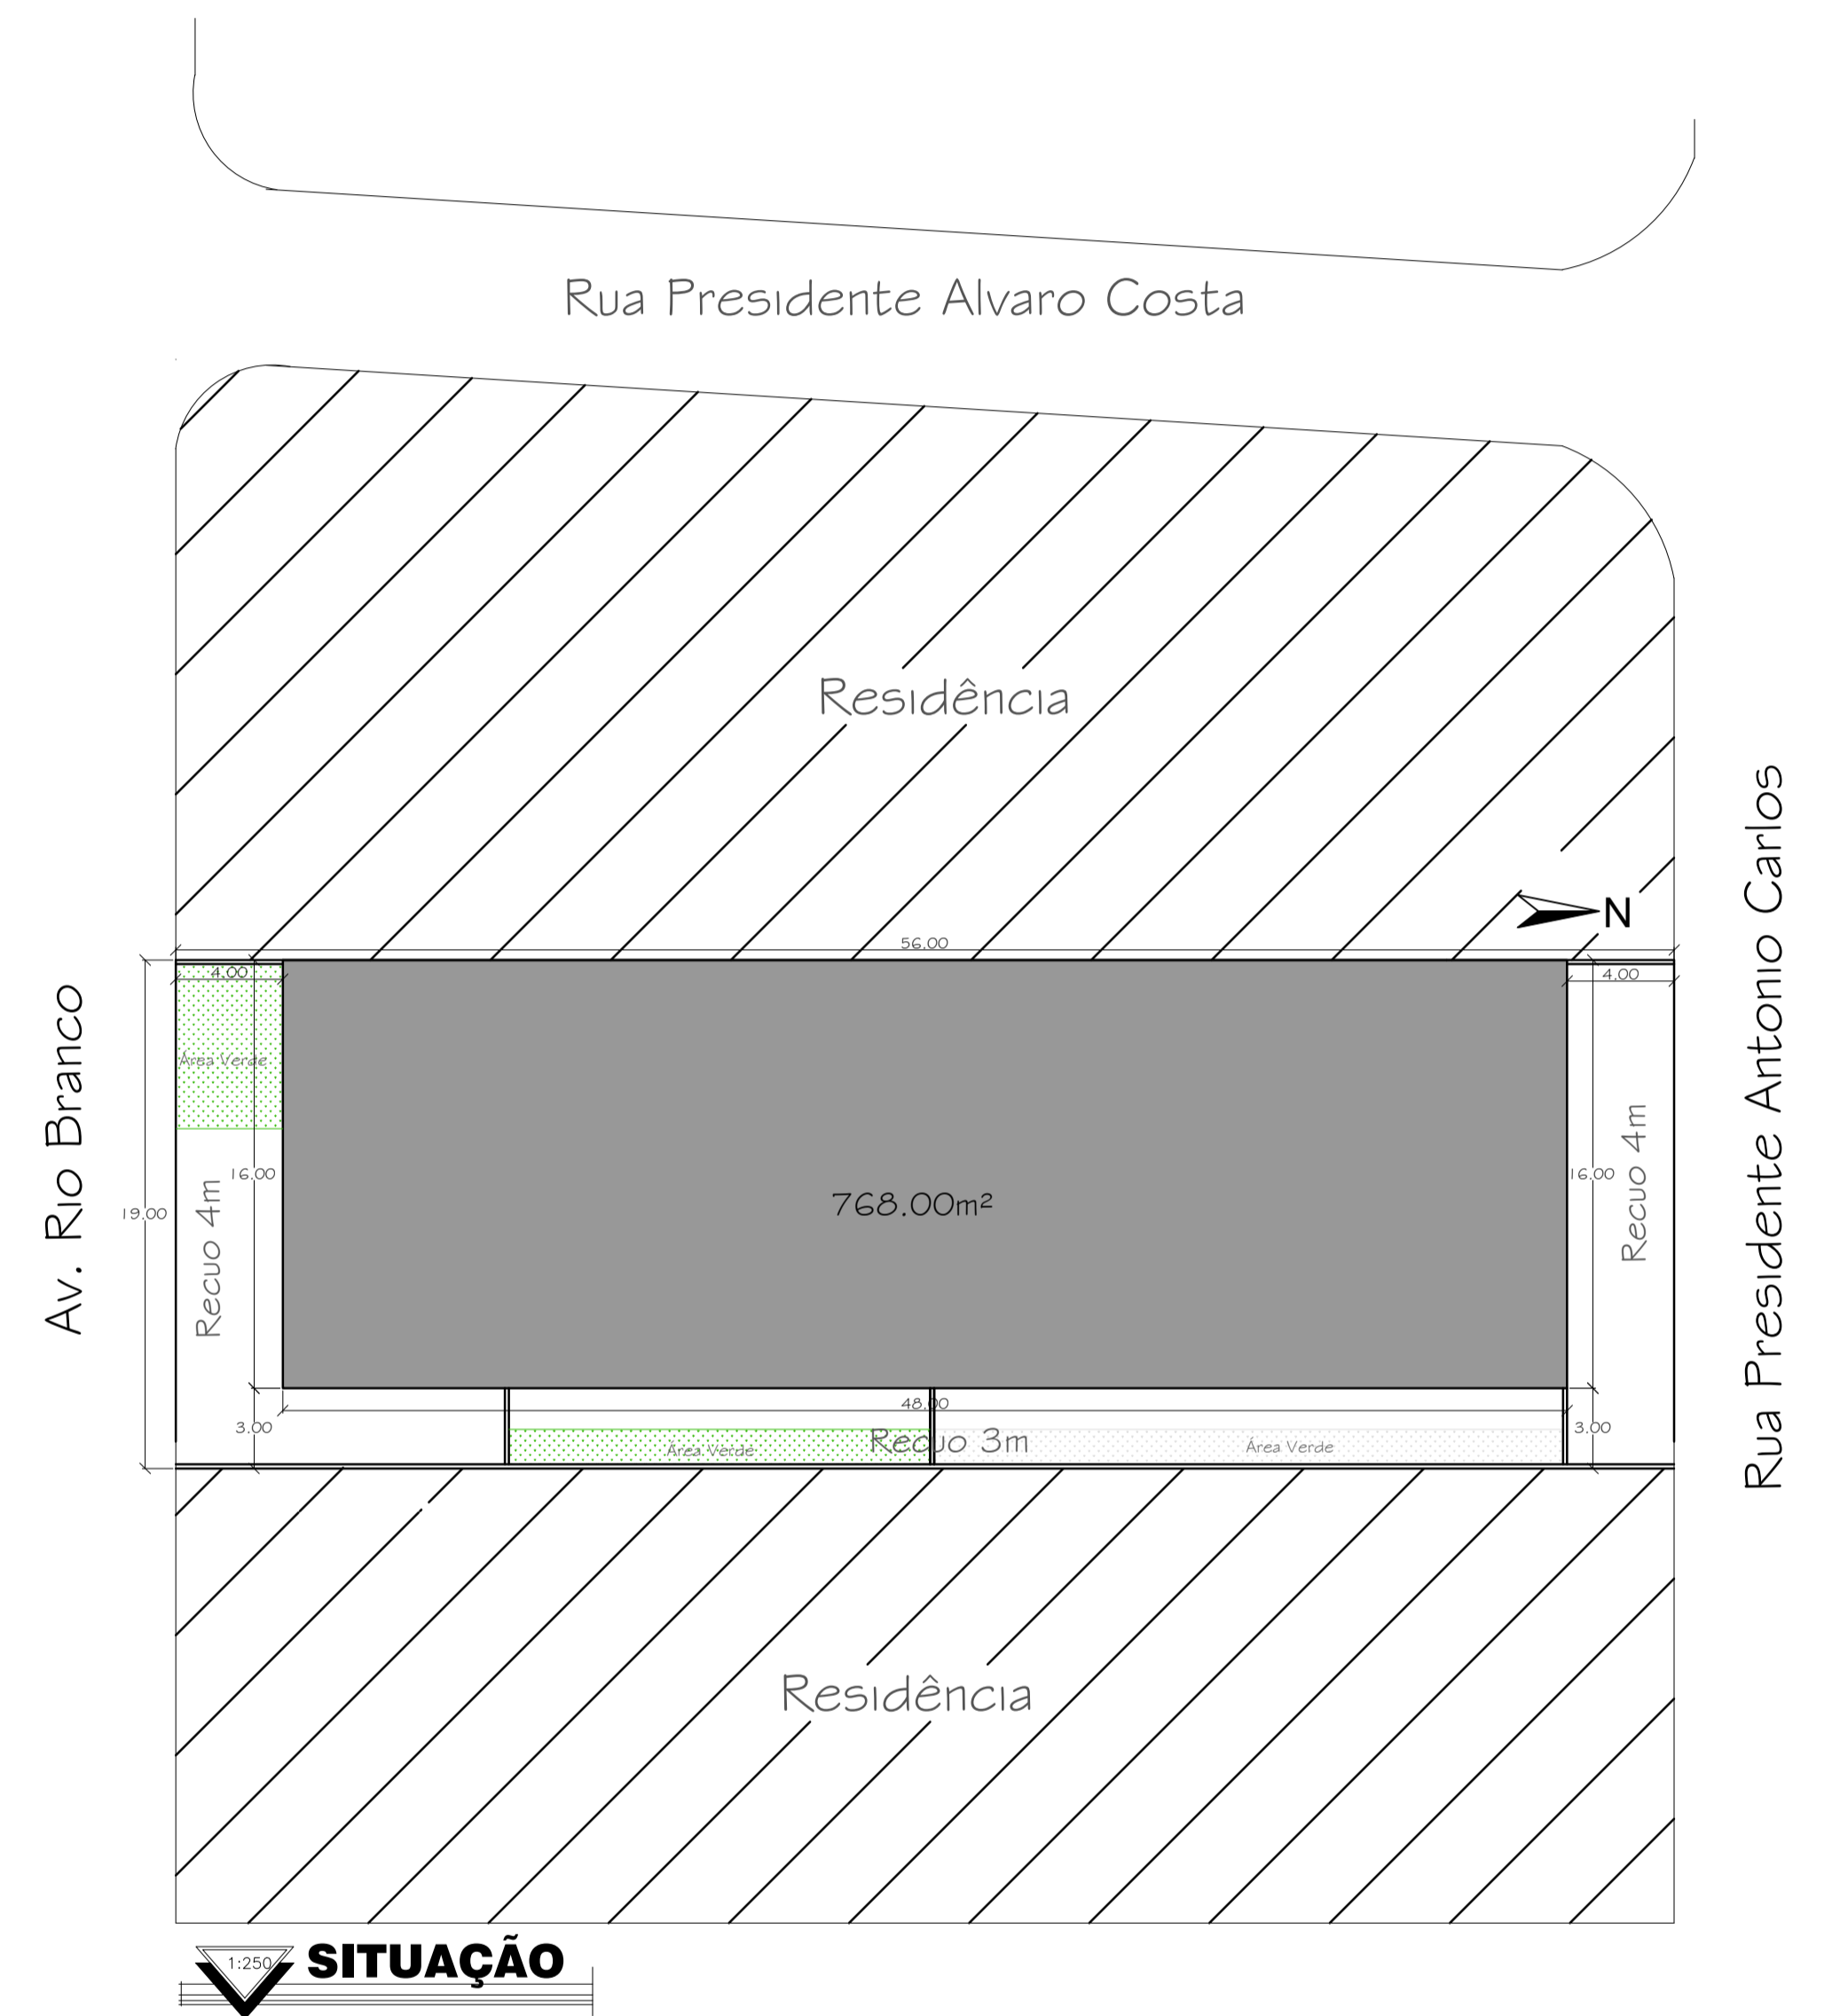 Rua Presidente Alvaro Costa
Residência
N
56.00
4.00
4.00
Área Verde
Av. Rio Branco
Rua Presidente Antonio Carlos
16.00
16.00
Recuo 4m
Recuo 4m
19.00
768.00m²
48.00
3.00
3.00
Recuo 3m
Área Verde
Área Verde
Residência
1:250
SITUAÇÃO